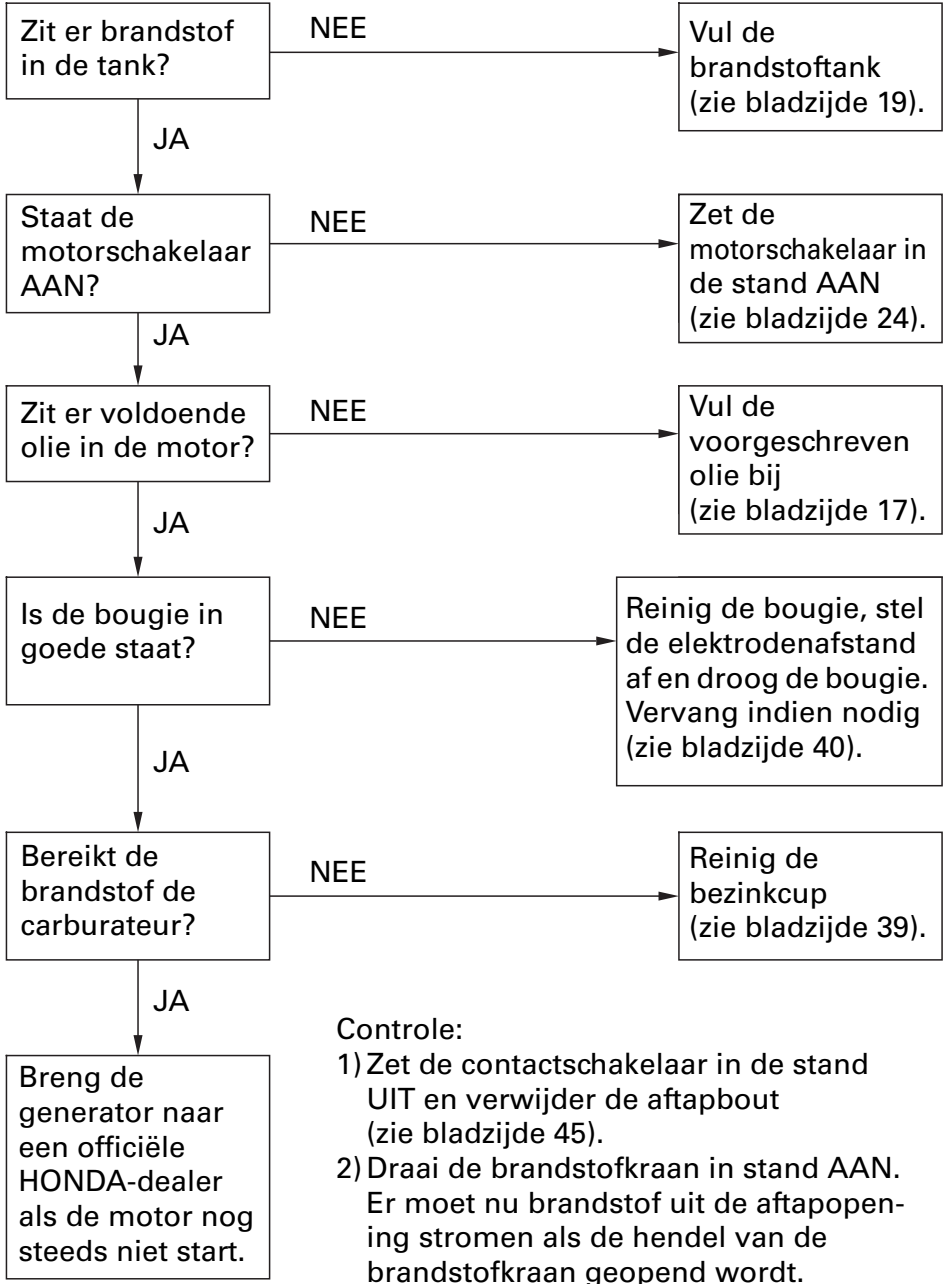 Zit er brandstof
in de tank?
NEE
Vul de
brandstoftank
(zie bladzijde 19).
JA
Staat de
motorschakelaar
AAN?
NEE
Zet de
motorschakelaar in
de stand AAN
(zie bladzijde 24).
JA
Zit er voldoende
olie in de motor?
NEE
Vul de
voorgeschreven
olie bij
(zie bladzijde 17).
JA
Is de bougie in
goede staat?
NEE
Reinig de bougie, stel
de elektrodenafstand
af en droog de bougie.
Vervang indien nodig
(zie bladzijde 40).
JA
Bereikt de
brandstof de
carburateur?
NEE
Reinig de
bezinkcup
(zie bladzijde 39).
JA
Breng de
generator naar
een officiële
HONDA-dealer
als de motor nog
steeds niet start.
Controle:
1) Zet de contactschakelaar in de stand
UIT en verwijder de aftapbout
(zie bladzijde 45).
2) Draai de brandstofkraan in stand AAN.
Er moet nu brandstof uit de aftapopen-
ing stromen als de hendel van de
brandstofkraan geopend wordt.